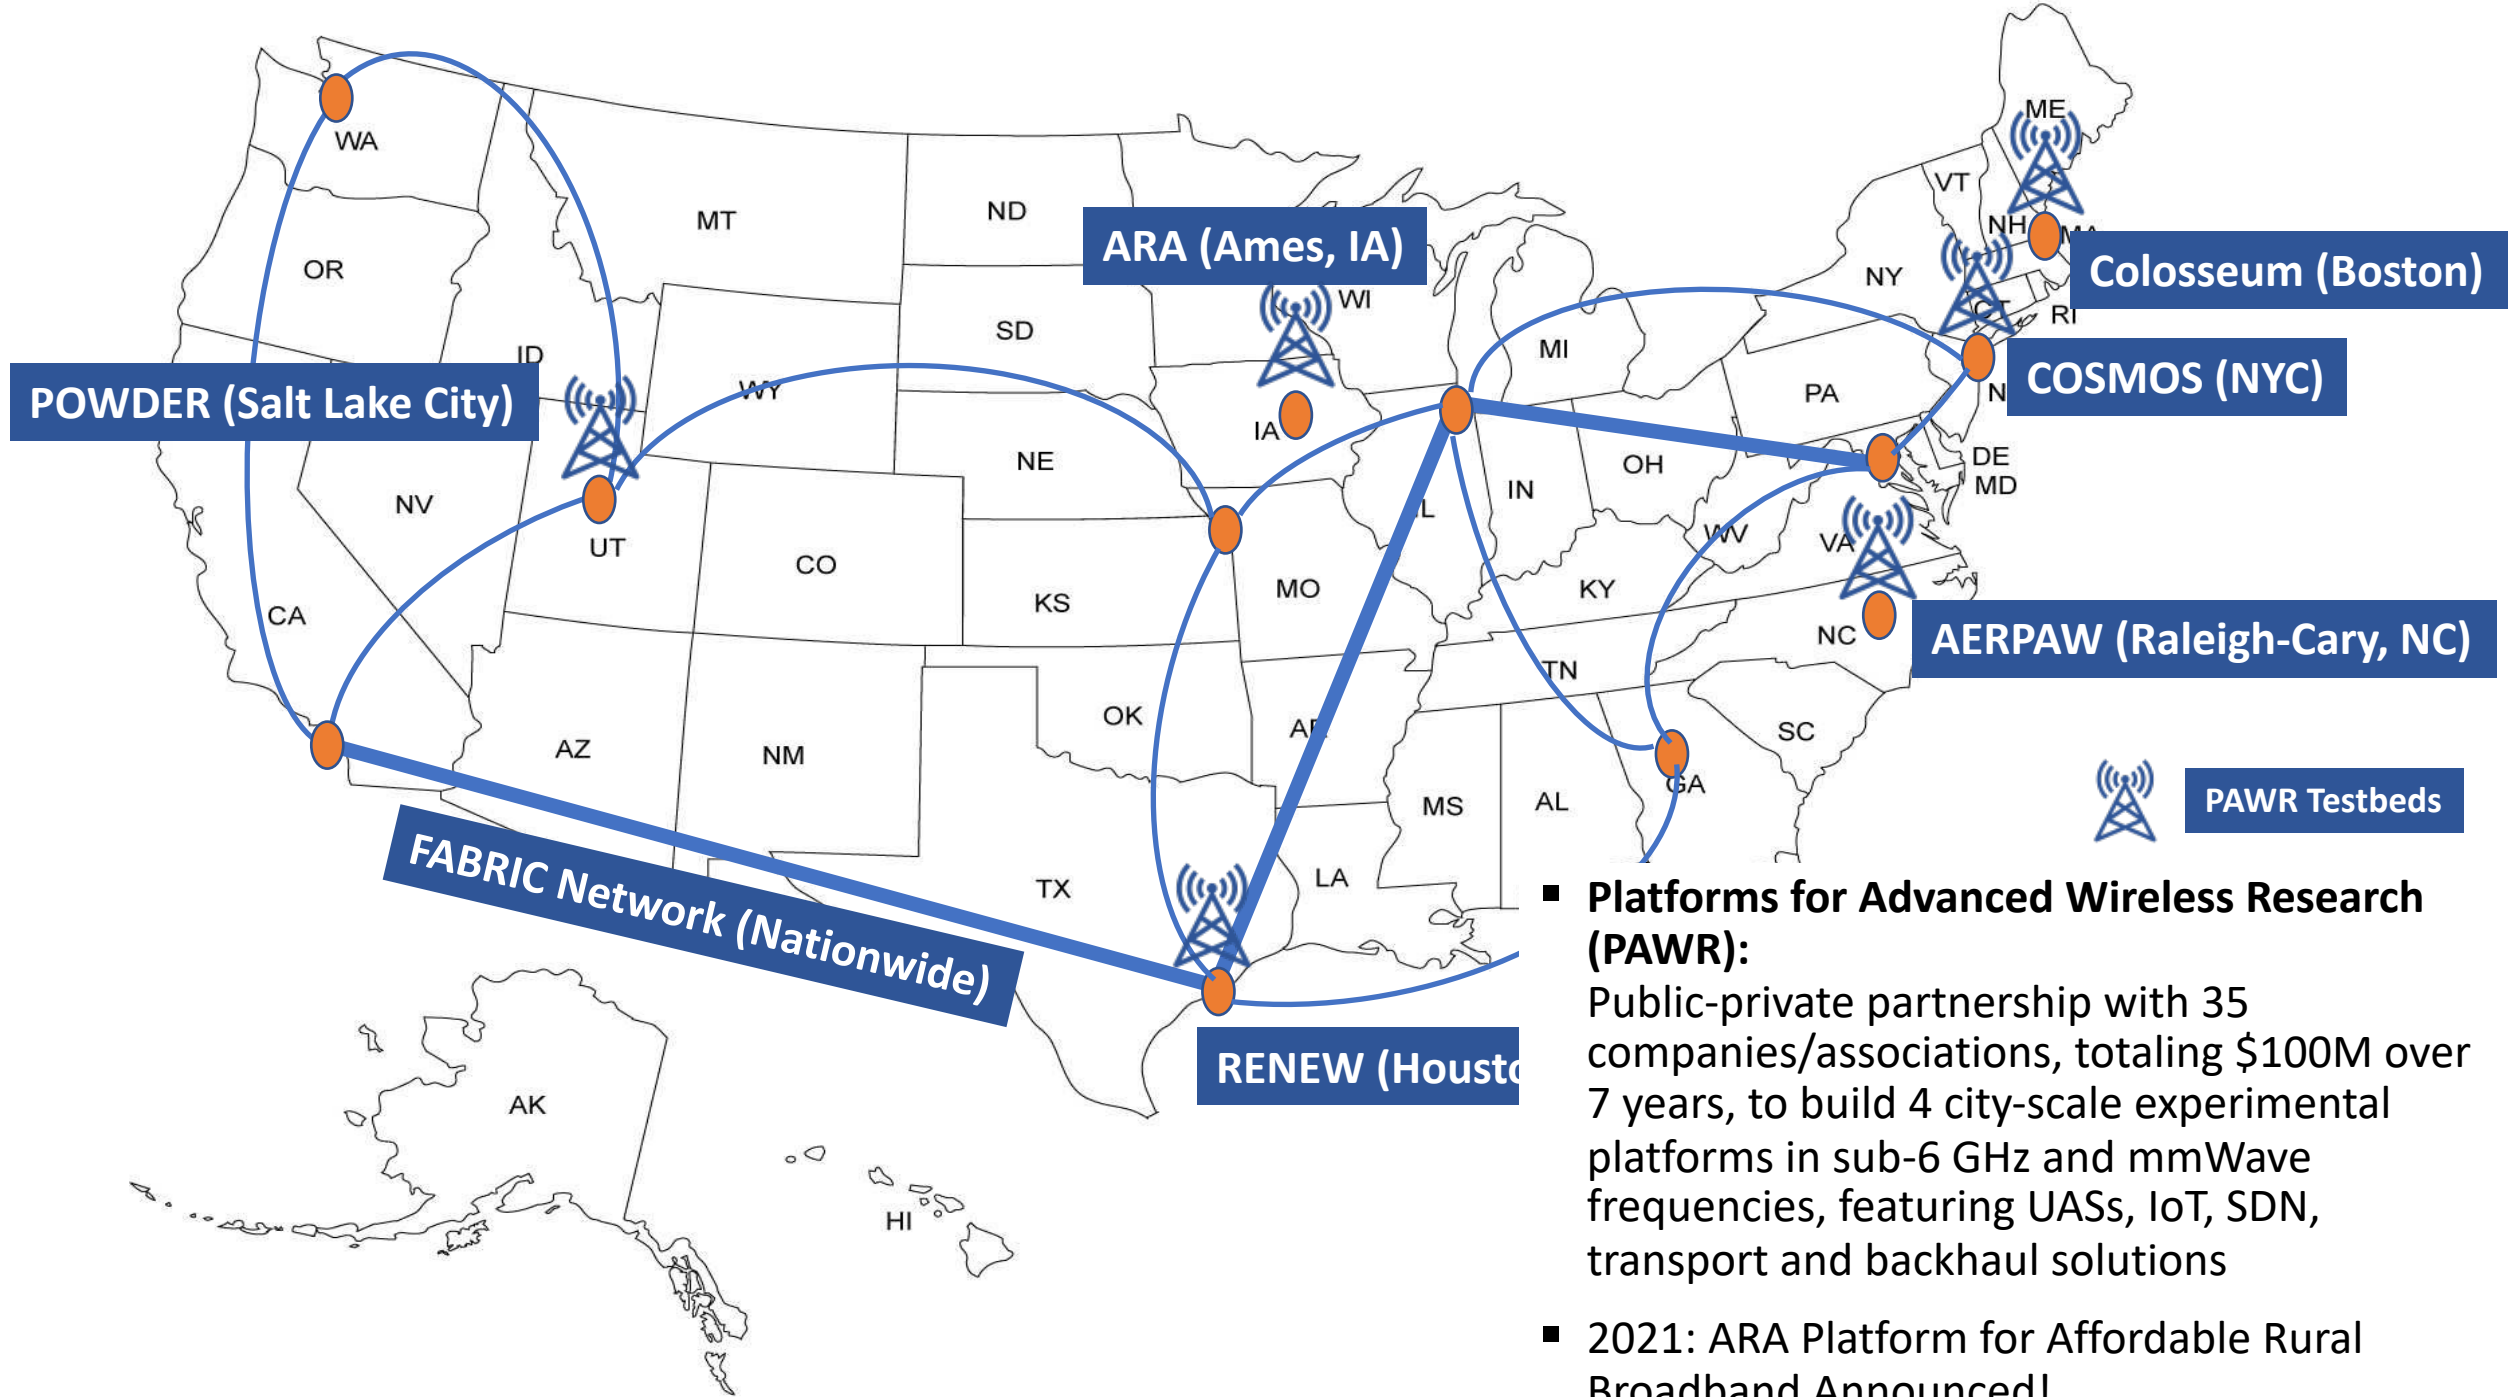 WA
ME
VT
MT
ND
NH
MA
OR
ARA (Ames, IA)
Colosseum (Boston)
NY
WI
CT
RI
SD
MI
ID
POWDER (Salt Lake City)
WY
COSMOS (NYC)
PA
IA
NE
OH
DE
MD
IN
NV
WV
VA
UT
CO
MO
KY
KS
CA
NC
AERPAW (Raleigh-Cary, NC)
TN
OK
AR
SC
AZ
NM
GA
PAWR Testbeds
MS
AL
FABRIC Network (Nationwide)
TX
LA
▪ Platforms for Advanced Wireless Research
(PAWR):
Public-private partnership with 35
companies/associations, totaling $100M over
7 years, to build 4 city-scale experimental
platforms in sub-6 GHz and mmWave
frequencies, featuring UASs, IoT, SDN,
transport and backhaul solutions
RENEW (Housto
AK
HI
▪ 2021: ARA Platform for Affordable Rural
Broadband Announced!